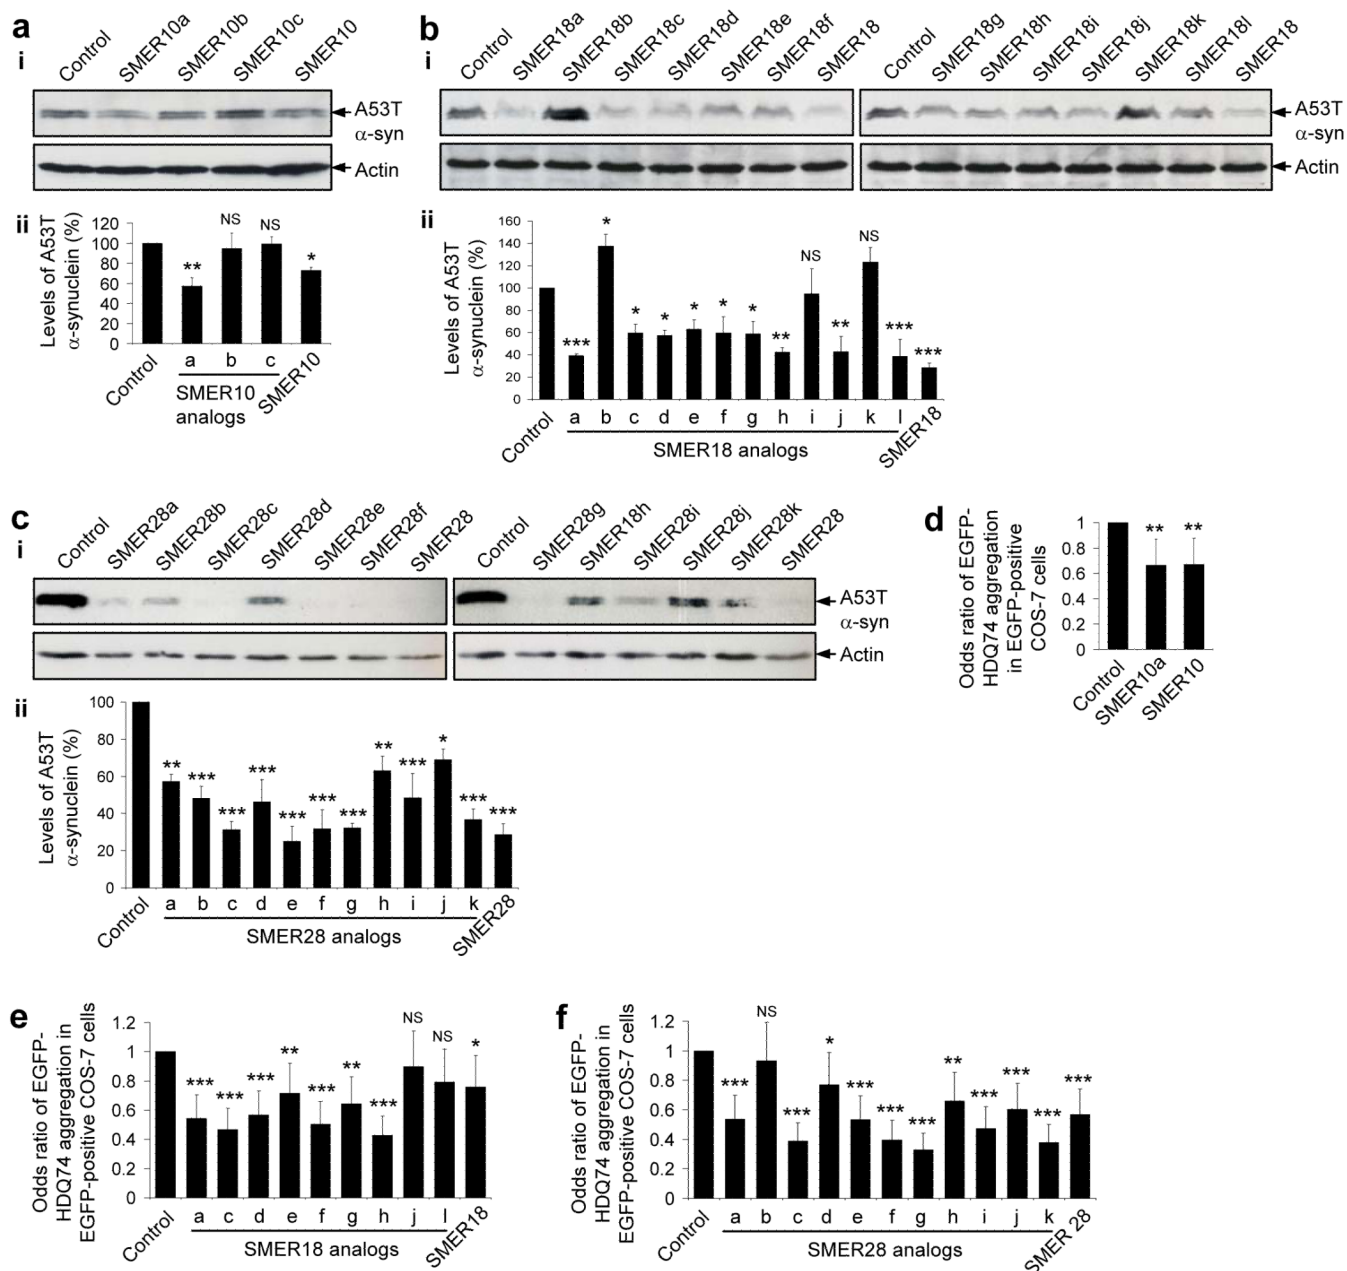 a
Control
SMER10a
SMER10b
SMER10c
SMER10
i
A53T
α-syn
Actin
ii
Levels of A53T
α-synuclein (%)
120
100
80
60
40
20
0
**
NS
NS
*
Control
a b c
SMER10
analogs
SMER10
b
Control
SMER18a
SMER18b
SMER18c
SMER18d
SMER18e
SMER18f
SMER18
Control
SMER18g
SMER18h
SMER18i
SMER18j
SMER18k
SMER18l
SMER18
i
A53T
α-syn
Actin
ii
Levels of A53T
α-synuclein (%)
160
140
120
100
80
60
40
20
0
***
*
*
*
*
*
*
**
NS
**
NS
***
***
Control
a b c d e f g h i j k l
SMER18
SMER18 analogs
c
Control
SMER28a
SMER28b
SMER28c
SMER28d
SMER28e
SMER28f
SMER28
Control
SMER28g
SMER18h
SMER28i
SMER28j
SMER28k
SMER28
i
A53T
α-syn
Actin
ii
Levels of A53T
α-synuclein (%)
100
80
60
40
20
0
**
***
***
***
***
***
***
**
***
*
***
***
Control
a b c d e f g h i j k
SMER28
SMER28 analogs
d
Odds ratio of EGFP-
HDQ74 aggregation
in EGFP-positive
COS-7 cells
1
0.8
0.6
0.4
0.2
0
**
**
Control
SMER10a
SMER10
e
Odds ratio of EGFP-
HDQ74 aggregation in
EGFP-positive COS-7 cells
1.2
1
0.8
0.6
0.4
0.2
0
***
***
***
**
***
**
***
NS
NS
*
Control
a c d e f g h j l
SMER18
SMER18 analogs
f
Odds ratio of EGFP-
HDQ74 aggregation in
EGFP-positive COS-7 cells
1.2
1
0.8
0.6
0.4
0.2
0
***
NS
***
*
***
***
***
**
***
***
***
***
Control
a b c d e f g h i j k
SMER 28
SMER28 analogs